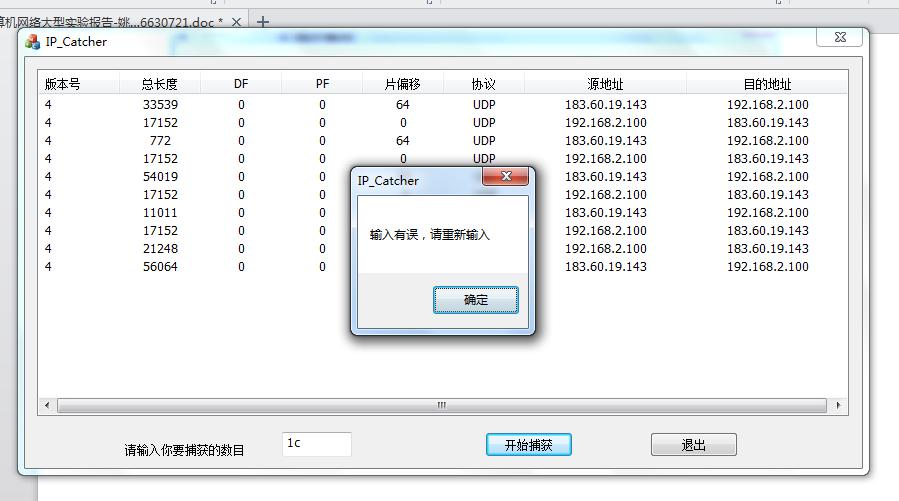 算机网络大型实验报告-姚...6630721.doc *
IP_Catcher
版本号 总长度 DF PF 片偏移 协议 源地址 目的地址
4 33539 0 0 64 UDP 183.60.19.143 192.168.2.100
4 17152 0 0 0 UDP 192.168.2.100 183.60.19.143
4 772 0 0 64 UDP 183.60.19.143 192.168.2.100
4 17152 0 0 0 UDP 192.168.2.100 183.60.19.143
4 54019 0 0 183.60.19.143 192.168.2.100
4 17152 0 0 192.168.2.100 183.60.19.143
4 11011 0 0 183.60.19.143 192.168.2.100
4 17152 0 0 192.168.2.100 183.60.19.143
4 21248 0 0 192.168.2.100 183.60.19.143
4 56064 0 0 183.60.19.143 192.168.2.100
IP_Catcher
输入有误，请重新输入
确定
请输入你要捕获的数目 1c 开始捕获 退出